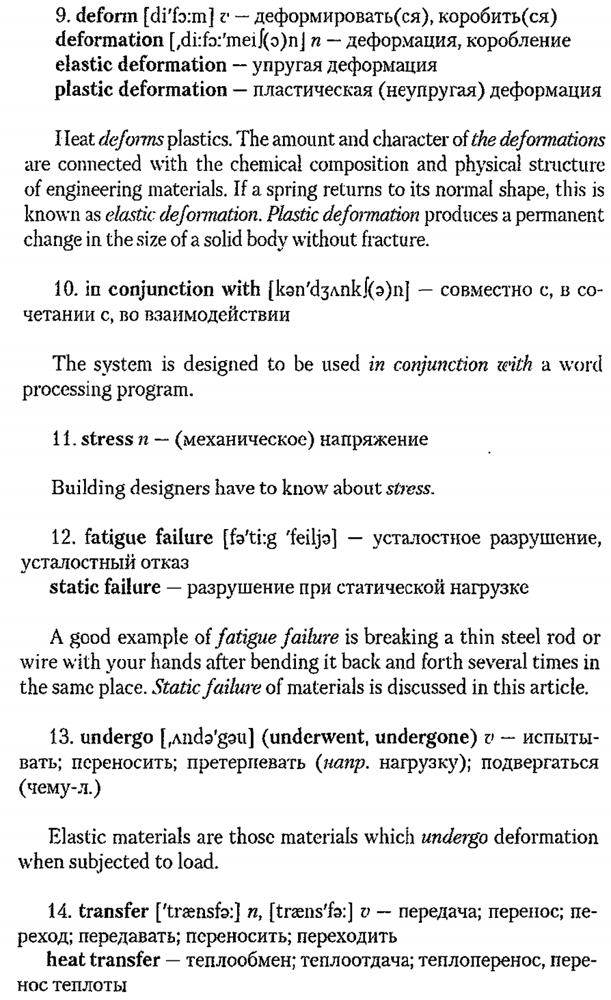 9. deform [di'fɔ:m] v — деформировать(ся), коробить(ся)
deformation [ˌdi:fɔ:'mei∫(ə)n] n — деформация, коробление
elastic deformation — упругая деформация
plastic deformation — пластическая (неупругая) деформация
Heat deforms plastics. The amount and character of the deformations
are connected with the chemical composition and physical structure
of engineering materials. If a spring returns to its normal shape, this is
known as elastic deformation. Plastic deformation produces a permanent
change in the size of a solid body without fracture.
10. in conjunction with [kən'dʒʌnk∫(ə)n] — совместно с, в со-
четании с, во взаимодействии
The system is designed to be used in conjunction with a word
processing program.
11. stress n — (механическое) напряжение
Building designers have to know about stress.
12. fatigue failure [fə'ti:g 'feiljə] — усталостное разрушение,
усталостный отказ
static failure — разрушение при статической нагрузке
A good example of fatigue failure is breaking a thin steel rod or
wire with your hands after bending it back and forth several times in
the same place. Static failure of materials is discussed in this article.
13. undergo [ˌʌndə'gəu] (underwent, undergone) v — испыты-
вать; переносить; претерпевать (напр. нагрузку); подвергаться
(чему-л.)
Elastic materials are those materials which undergo deformation
when subjected to load.
14. transfer ['trænsfə:] n, [træns'fə:] v — передача; перенос; пе-
реход; передавать; переносить; переходить
heat transfer — теплообмен; теплоотдача; теплоперенос, пере-
нос теплоты